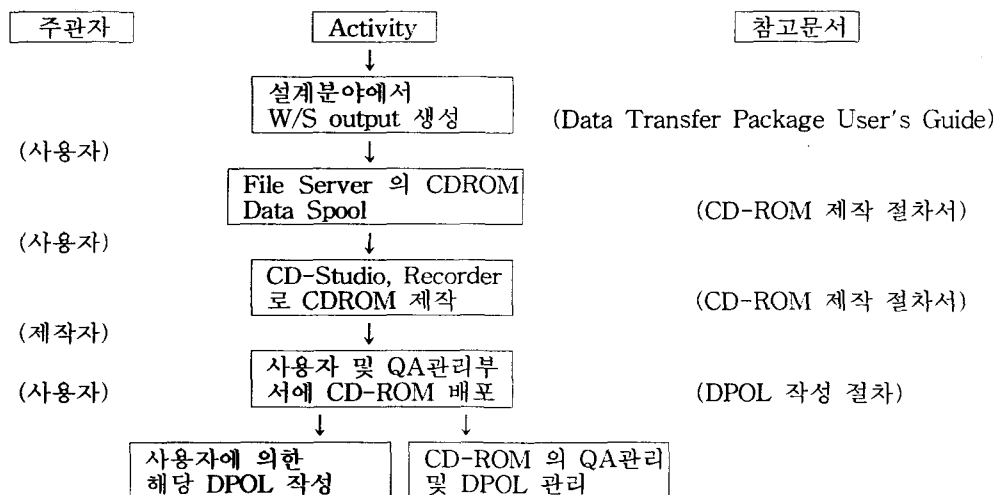 주관자 Activity 참고문서
↓
설계분야에서
W/S output 생성 (Data Transfer Package User's Guide)
(사용자) ↓
File Server 의 CDROM
Data Spool (CD-ROM 제작 절차서)
(사용자) ↓
CD-Studio, Recorder
로 CDROM 제작 (CD-ROM 제작 절차서)
(제작자) ↓
사용자 및 QA관리부
(사용자) 서에 CD-ROM 배포 (DPOL 작성 절차)
↓ ↓
사용자에 의한 CD-ROM 의 QA관리
해당 DPOL 작성 및 DPOL 관리